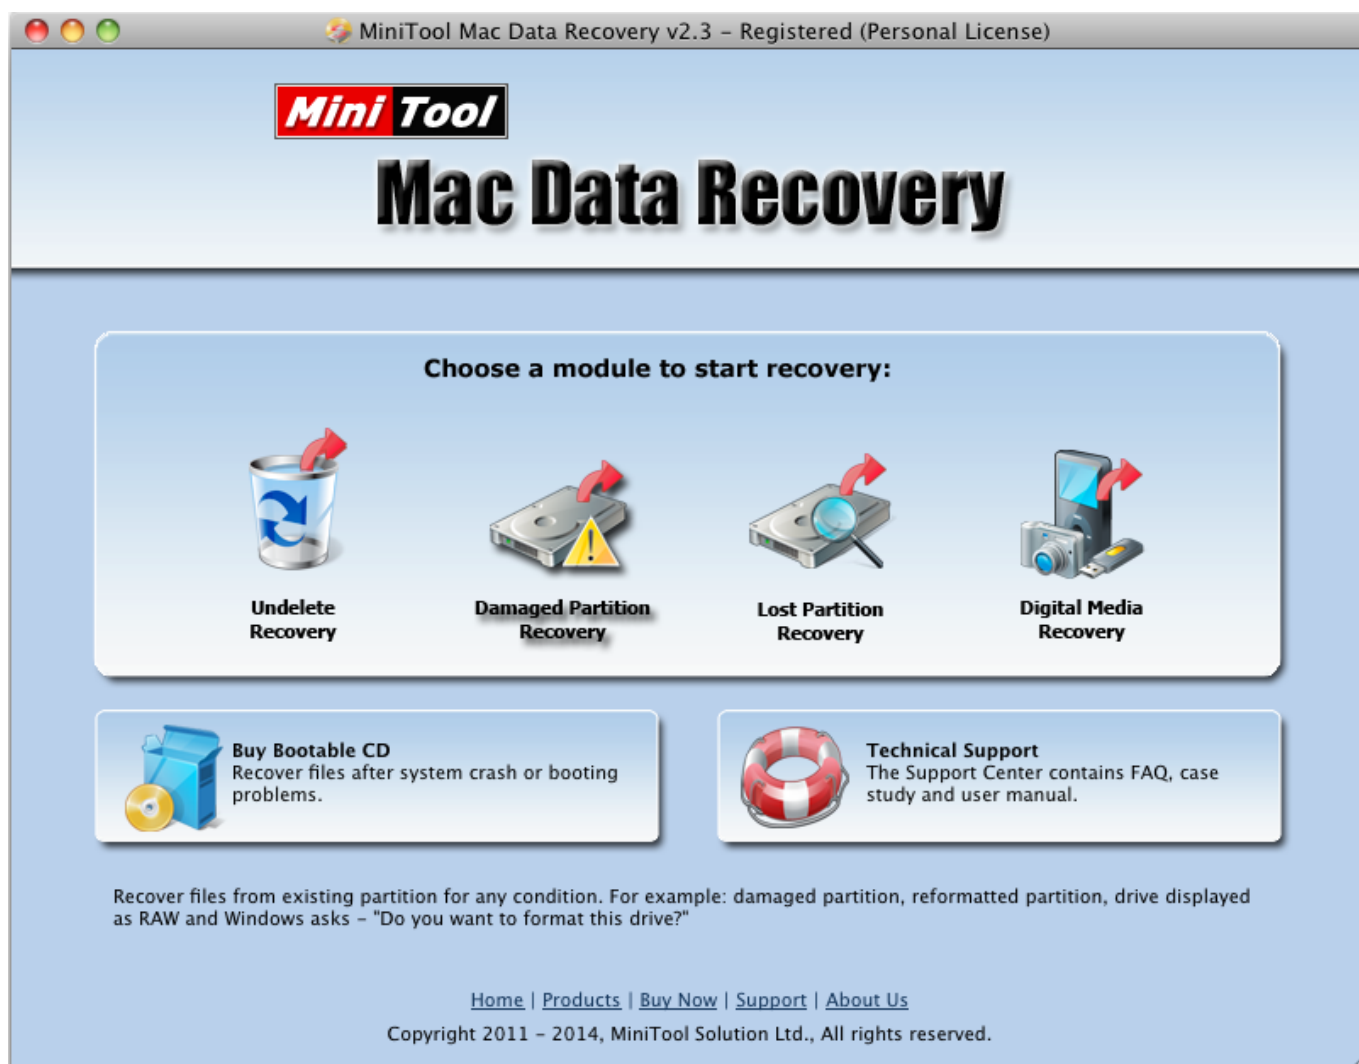 MiniTool Mac Data Recovery v2.3 – Registered (Personal License)
Mini Tool
Mac Data Recovery
Choose a module to start recovery:
Undelete
Recovery
Damaged Partition
Recovery
Lost Partition
Recovery
Digital Media
Recovery
Buy Bootable CD
Recover files after system crash or booting
problems.
Technical Support
The Support Center contains FAQ, case
study and user manual.
Recover files from existing partition for any condition. For example: damaged partition, reformatted partition, drive displayed
as RAW and Windows asks – "Do you want to format this drive?"
Home | Products | Buy Now | Support | About Us
Copyright 2011 – 2014, MiniTool Solution Ltd., All rights reserved.